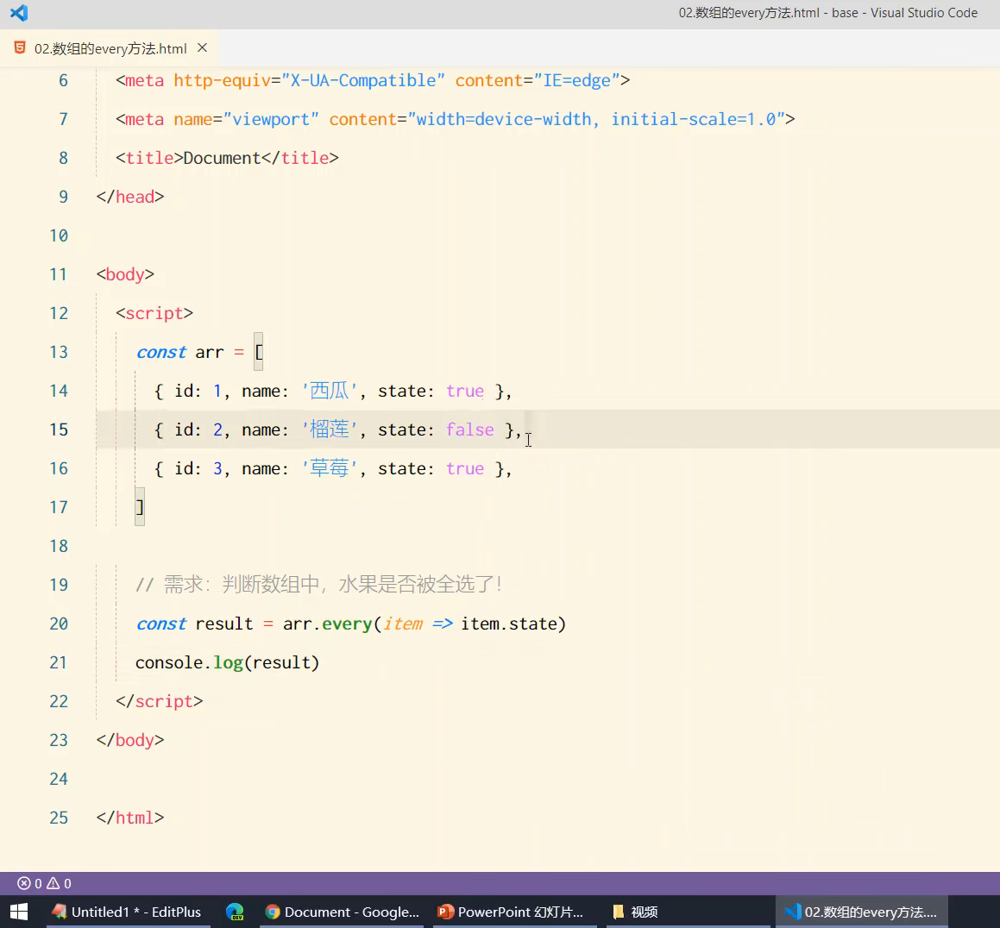 02.数组的every方法.html - base - Visual Studio Code
02.数组的every方法.html
6 <meta http-equiv="X-UA-Compatible" content="IE=edge">
7 <meta name="viewport" content="width=device-width, initial-scale=1.0">
8 <title>Document</title>
9 </head>
10
11 <body>
12 <script>
13 const arr = [
14 { id: 1, name: '西瓜', state: true },
15 { id: 2, name: '榴莲', state: false },
16 { id: 3, name: '草莓', state: true },
17 ]
18
19 // 需求：判断数组中，水果是否被全选了！
20 const result = arr.every(item => item.state)
21 console.log(result)
22 </script>
23 </body>
24
25 </html>
0 0
Untitled1 * - EditPlus Document - Google... PowerPoint 幻灯片... 视频 02.数组的every方法....